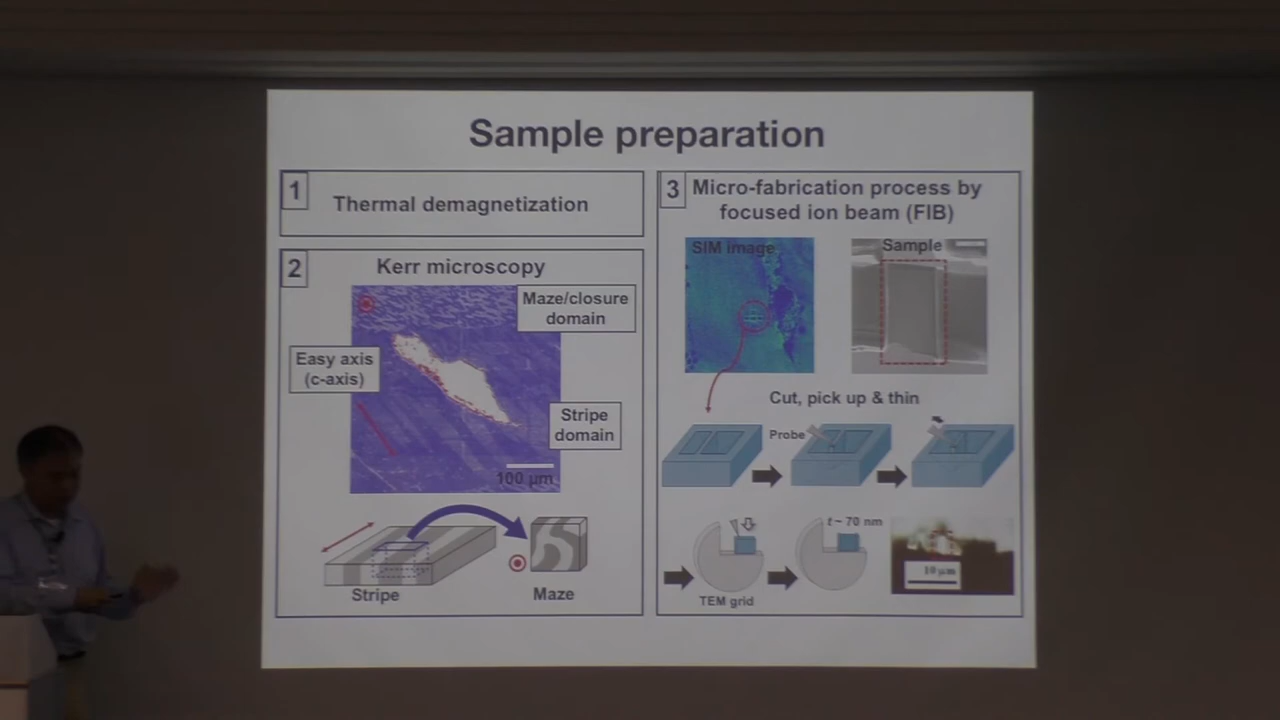 Sample preparation
1
Thermal demagnetization
2
Kerr microscopy
Maze/closure
domain
Easy axis
(c-axis)
Stripe
domain
100 µm
Stripe
Maze
3
Micro-fabrication process by
focused ion beam (FIB)
SIM image
Sample
Cut, pick up & thin
Probe
t ~ 70 nm
TEM grid
10 µm